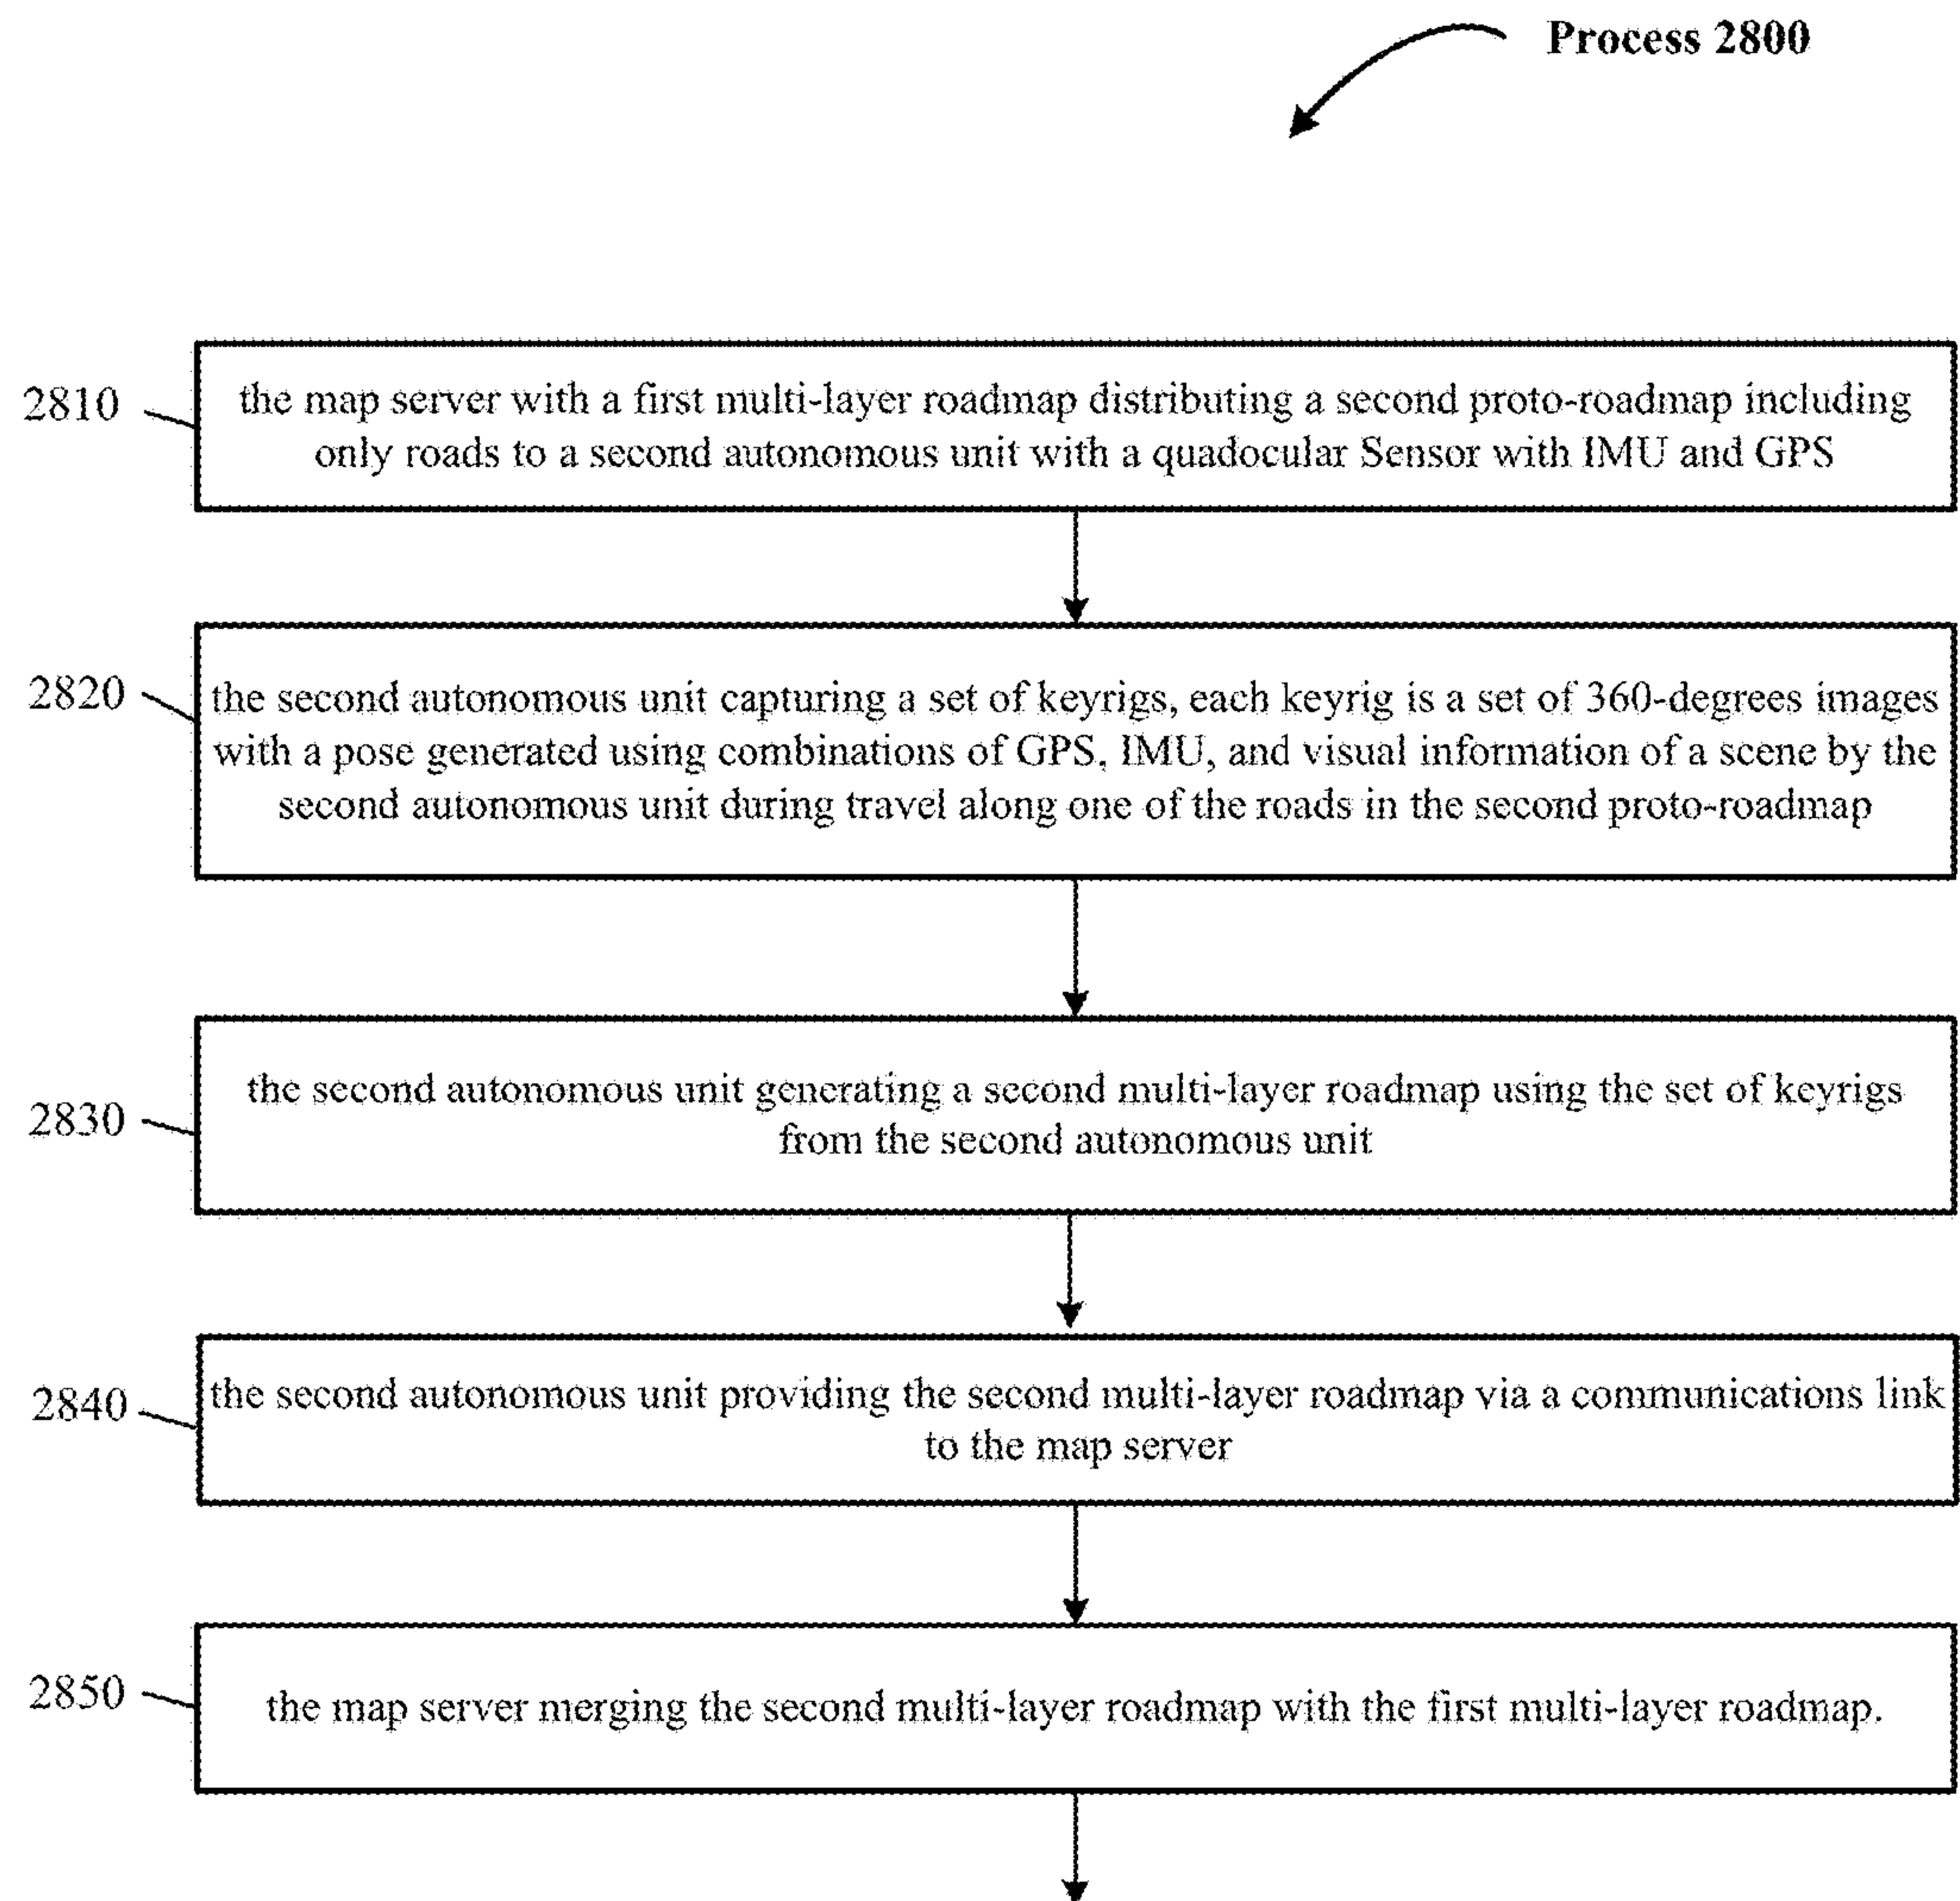 Process 2800
2810
the map server with a first multi-layer roadmap distributing a second proto-roadmap including
only roads to a second autonomous unit with a quadocular Sensor with IMU and GPS
2820
the second autonomous unit capturing a set of keyrigs, each keyrig is a set of 360-degrees images
with a pose generated using combinations of GPS, IMU, and visual information of a scene by the
second autonomous unit during travel along one of the roads in the second proto-roadmap
2830
the second autonomous unit generating a second multi-layer roadmap using the set of keyrigs
from the second autonomous unit
2840
the second autonomous unit providing the second multi-layer roadmap via a communications link
to the map server
2850
the map server merging the second multi-layer roadmap with the first multi-layer roadmap.